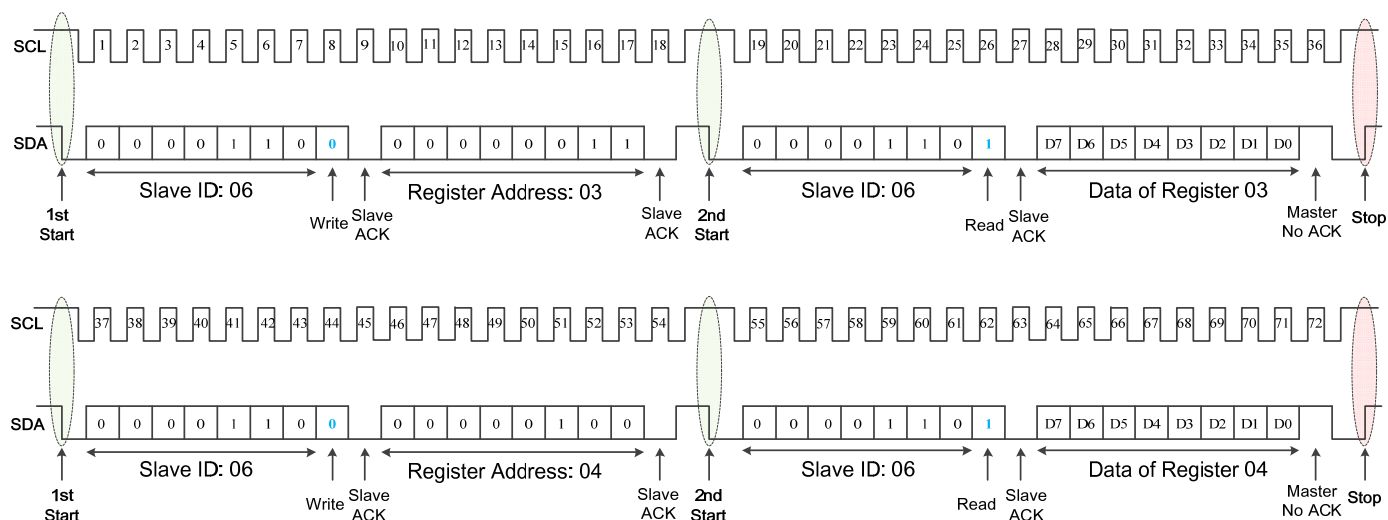 SCL 1 2 3 4 5 6 7 8 9 10 11 12 13 14 15 16 17 18 19 20 21 22 23 24 25 26 27 28 29 30 31 32 33 34 35 36
SDA 0 0 0 0 1 1 0 0 0 0 0 0 0 0 1 1 0 0 0 0 1 1 0 1 D7 D6 D5 D4 D3 D2 D1 D0
Slave ID: 06 Register Address: 03 Slave ID: 06 Data of Register 03
1st Start Write Slave ACK Slave ACK 2nd Start Read Slave ACK Master No ACK Stop
SCL 37 38 39 40 41 42 43 44 45 46 47 48 49 50 51 52 53 54 55 56 57 58 59 60 61 62 63 64 65 66 67 68 69 70 71 72
SDA 0 0 0 0 1 1 0 0 0 0 0 0 0 1 0 0 0 0 0 0 1 1 0 1 D7 D6 D5 D4 D3 D2 D1 D0
Slave ID: 06 Register Address: 04 Slave ID: 06 Data of Register 04
1st Start Write Slave ACK Slave ACK 2nd Start Read Slave ACK Master No ACK Stop